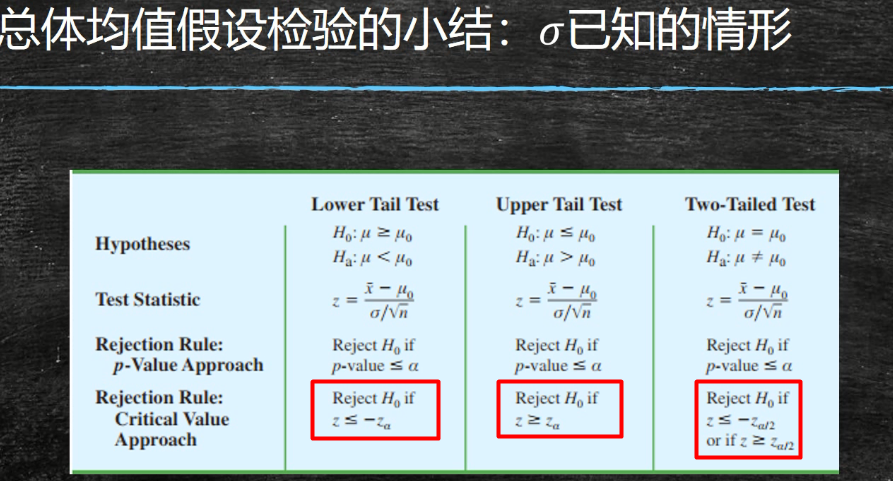 总体均值假设检验的小结：σ已知的情形
Lower Tail Test Upper Tail Test Two-Tailed Test
Hypotheses
H₀: μ ≥ μ₀ H₀: μ ≤ μ₀ H₀: μ = μ₀
Hₐ: μ < μ₀ Hₐ: μ > μ₀ Hₐ: μ ≠ μ₀
Test Statistic z = (x̄ − μ₀)/(σ/√n) z = (x̄ − μ₀)/(σ/√n) z = (x̄ − μ₀)/(σ/√n)
Rejection Rule: Reject H₀ if Reject H₀ if Reject H₀ if
p-Value Approach p-value ≤ α p-value ≤ α p-value ≤ α
Rejection Rule: Reject H₀ if Reject H₀ if Reject H₀ if
Critical Value z ≤ −zα z ≥ zα z ≤ −zα/2
Approach or if z ≥ zα/2